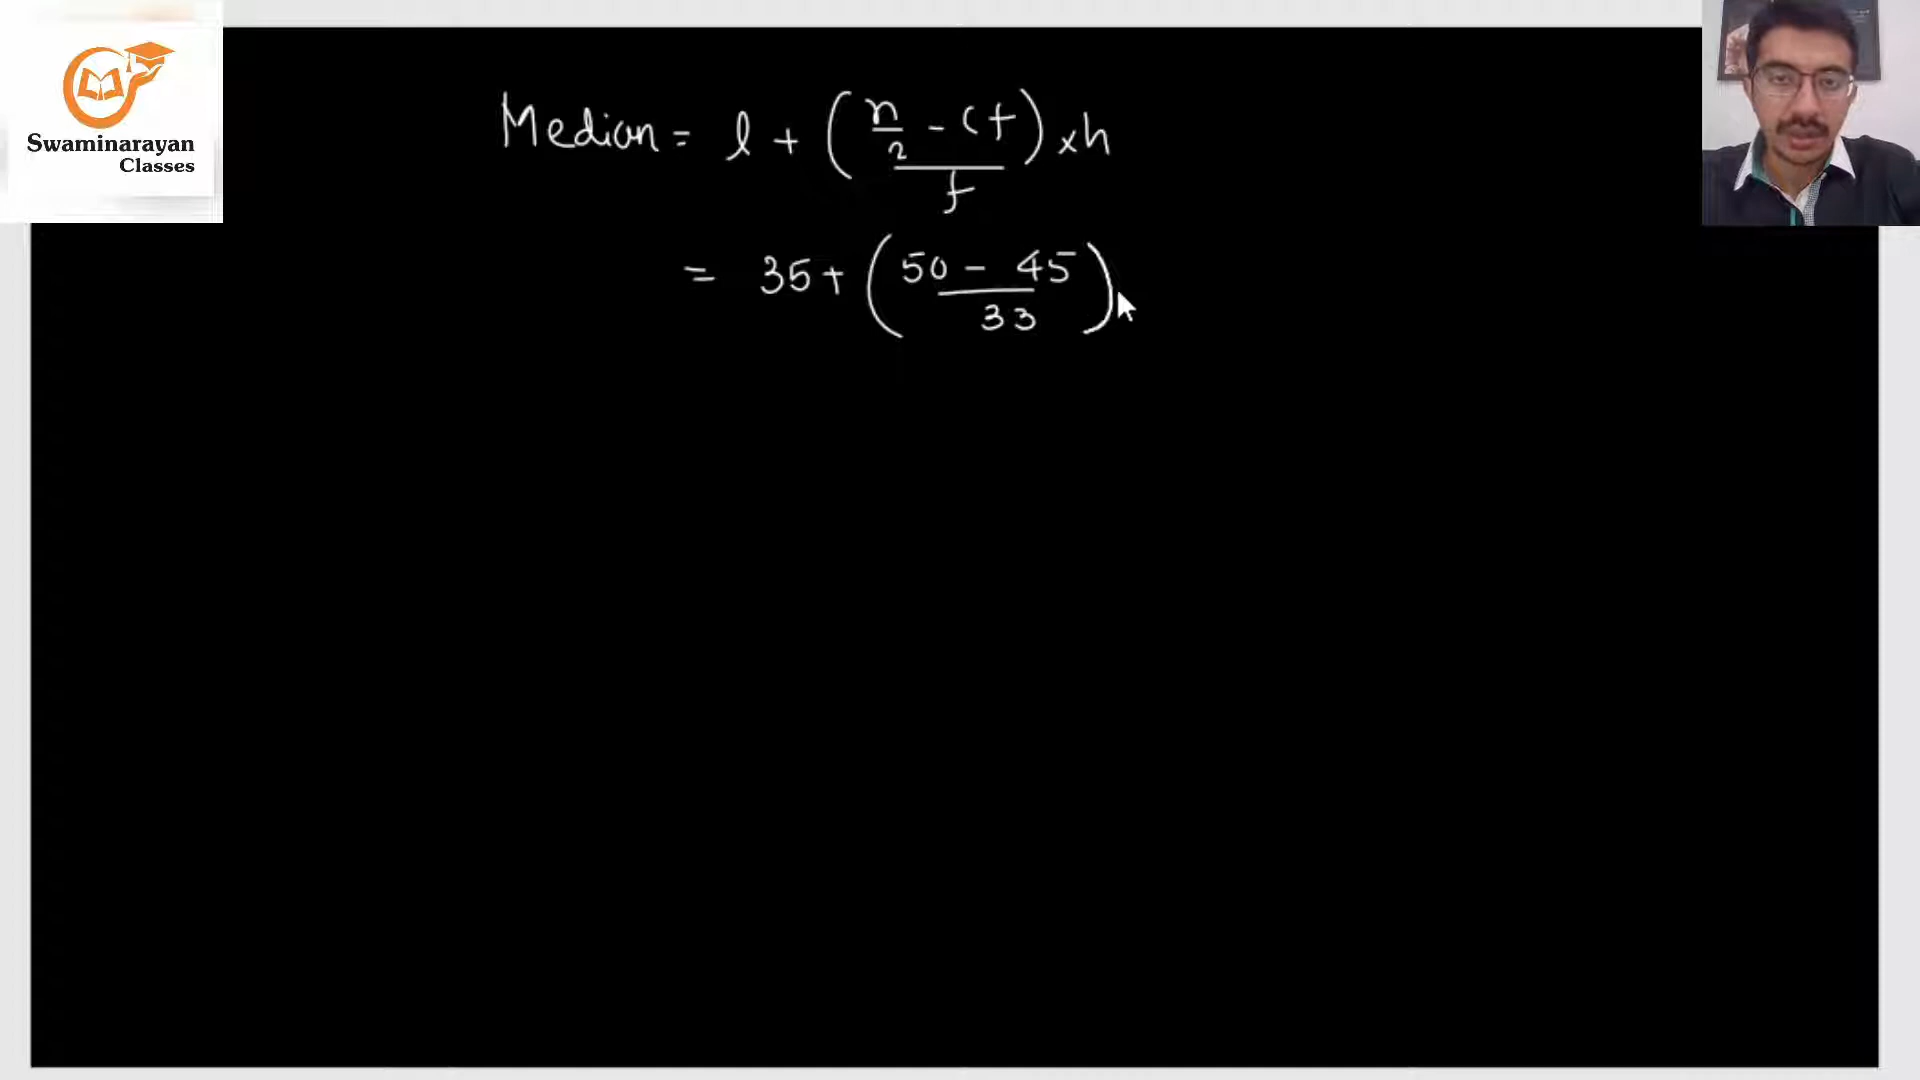 Swaminarayan
Classes
Median = l + (n/2 - cf / f) × h
= 35 + (50 - 45 / 33)